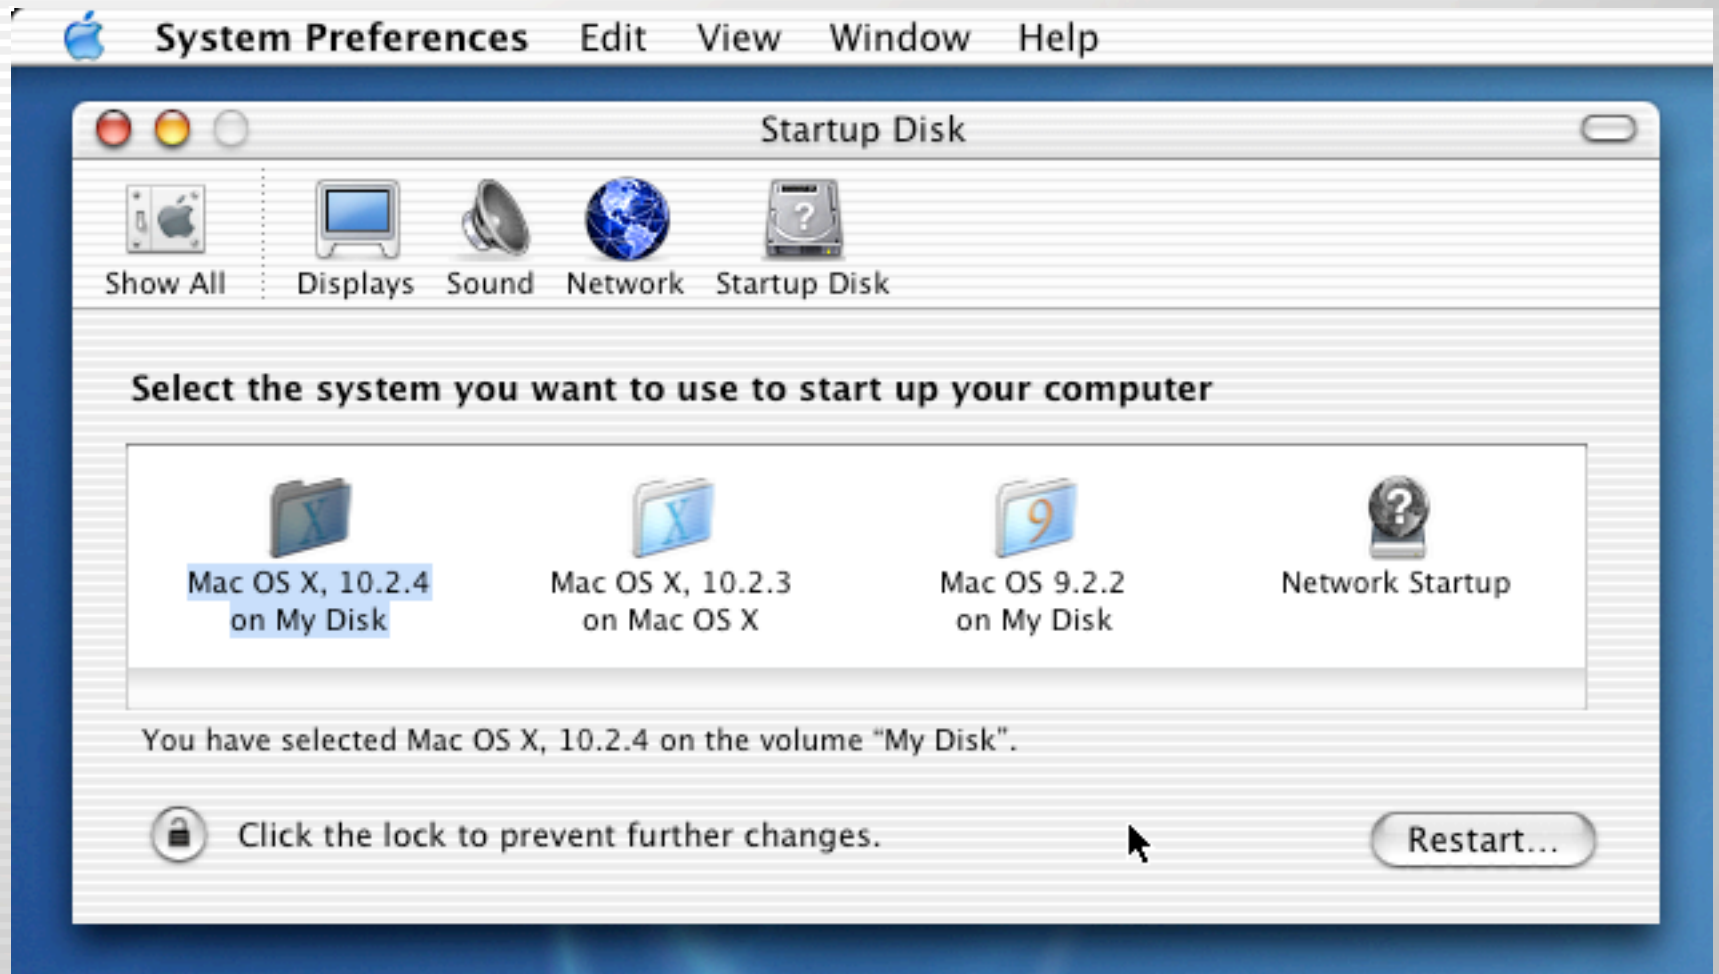 System Preferences Edit View Window Help
Startup Disk
Show All Displays Sound Network Startup Disk
Select the system you want to use to start up your computer
X X 9 ?
Mac OS X, 10.2.4 Mac OS X, 10.2.3 Mac OS 9.2.2 Network Startup
on My Disk on Mac OS X on My Disk
You have selected Mac OS X, 10.2.4 on the volume “My Disk”.
Click the lock to prevent further changes. Restart...